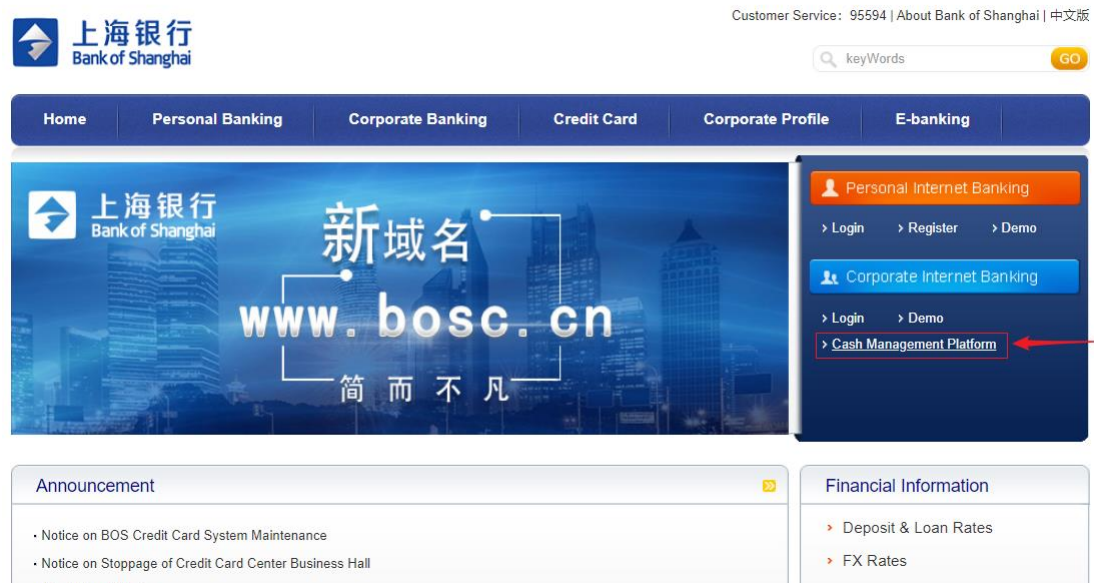 Customer Service: 95594 | About Bank of Shanghai | 中文版
上海银行
Bank of Shanghai
keyWords GO
Home Personal Banking Corporate Banking Credit Card Corporate Profile E-banking
上海银行
Bank of Shanghai
新域名
www.bosc.cn
简而不凡
Personal Internet Banking
› Login › Register › Demo
Corporate Internet Banking
› Login › Demo
› Cash Management Platform
Announcement
· Notice on BOS Credit Card System Maintenance
· Notice on Stoppage of Credit Card Center Business Hall
Financial Information
› Deposit & Loan Rates
› FX Rates